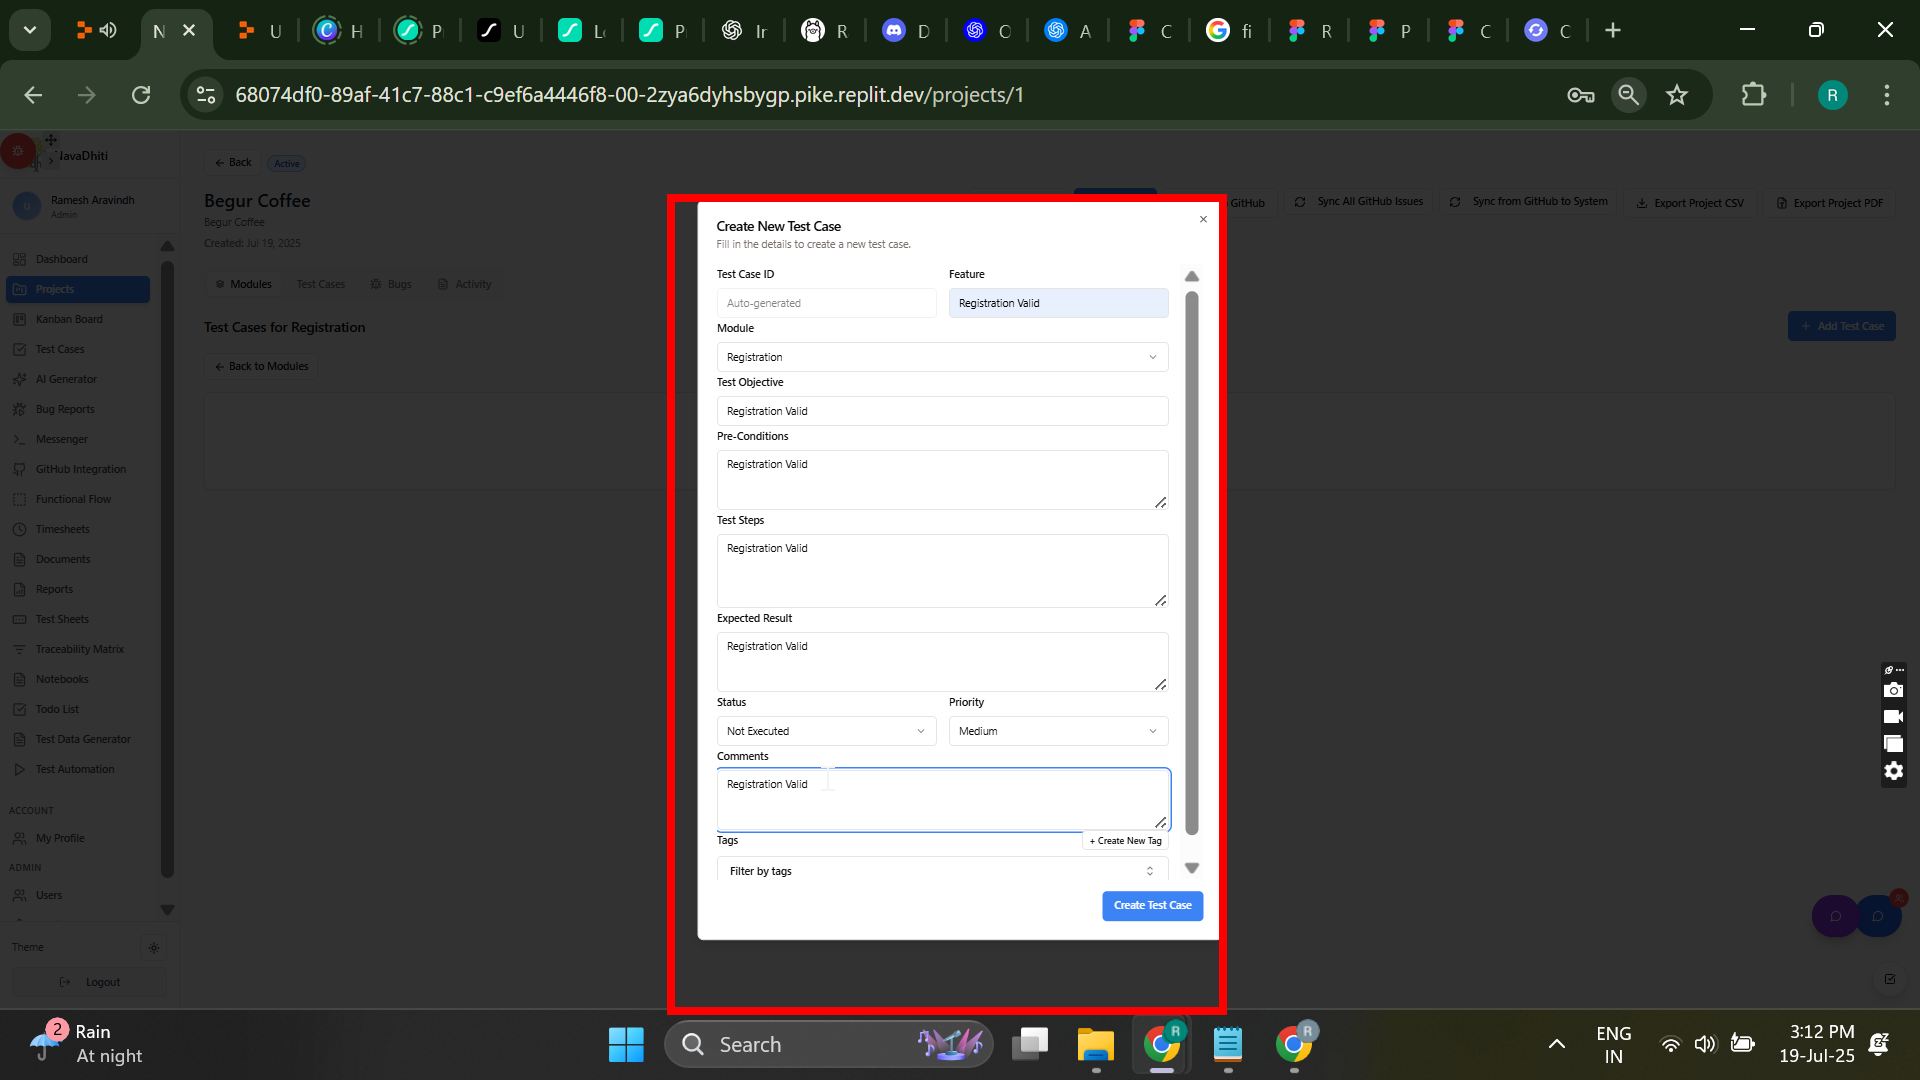 N
U
H
P
U
Lo
P
In
R
D
O
A
C
fi
R
P
C
C
68074df0-89af-41c7-88c1-c9ef6a4446f8-00-2zya6dyhsbygp.pike.replit.dev/projects/1
R
NavaDhiti
U
Ramesh Aravindh
Admin
Dashboard
Projects
Kanban Board
Test Cases
AI Generator
Bug Reports
Messenger
GitHub Integration
Functional Flow
Timesheets
Documents
Reports
Test Sheets
Traceability Matrix
Notebooks
Todo List
Test Data Generator
Test Automation
ACCOUNT
My Profile
ADMIN
Users
Theme
Logout
Back
Active
Begur Coffee
Begur Coffee
Created: Jul 19, 2025
GitHub
Sync All GitHub Issues
Sync from GitHub to System
Export Project CSV
Export Project PDF
Modules
Test Cases
Bugs
Activity
Test Cases for Registration
+ Add Test Case
Back to Modules
Create New Test Case
Fill in the details to create a new test case.
Test Case ID
Feature
Auto-generated
Registration Valid
Module
Registration
Test Objective
Registration Valid
Pre-Conditions
Registration Valid
Test Steps
Registration Valid
Expected Result
Registration Valid
Status
Priority
Not Executed
Medium
Comments
Registration Valid
Tags
+ Create New Tag
Filter by tags
Create Test Case
2
Rain
At night
Search
R
R
ENG
IN
3:12 PM
19-Jul-25